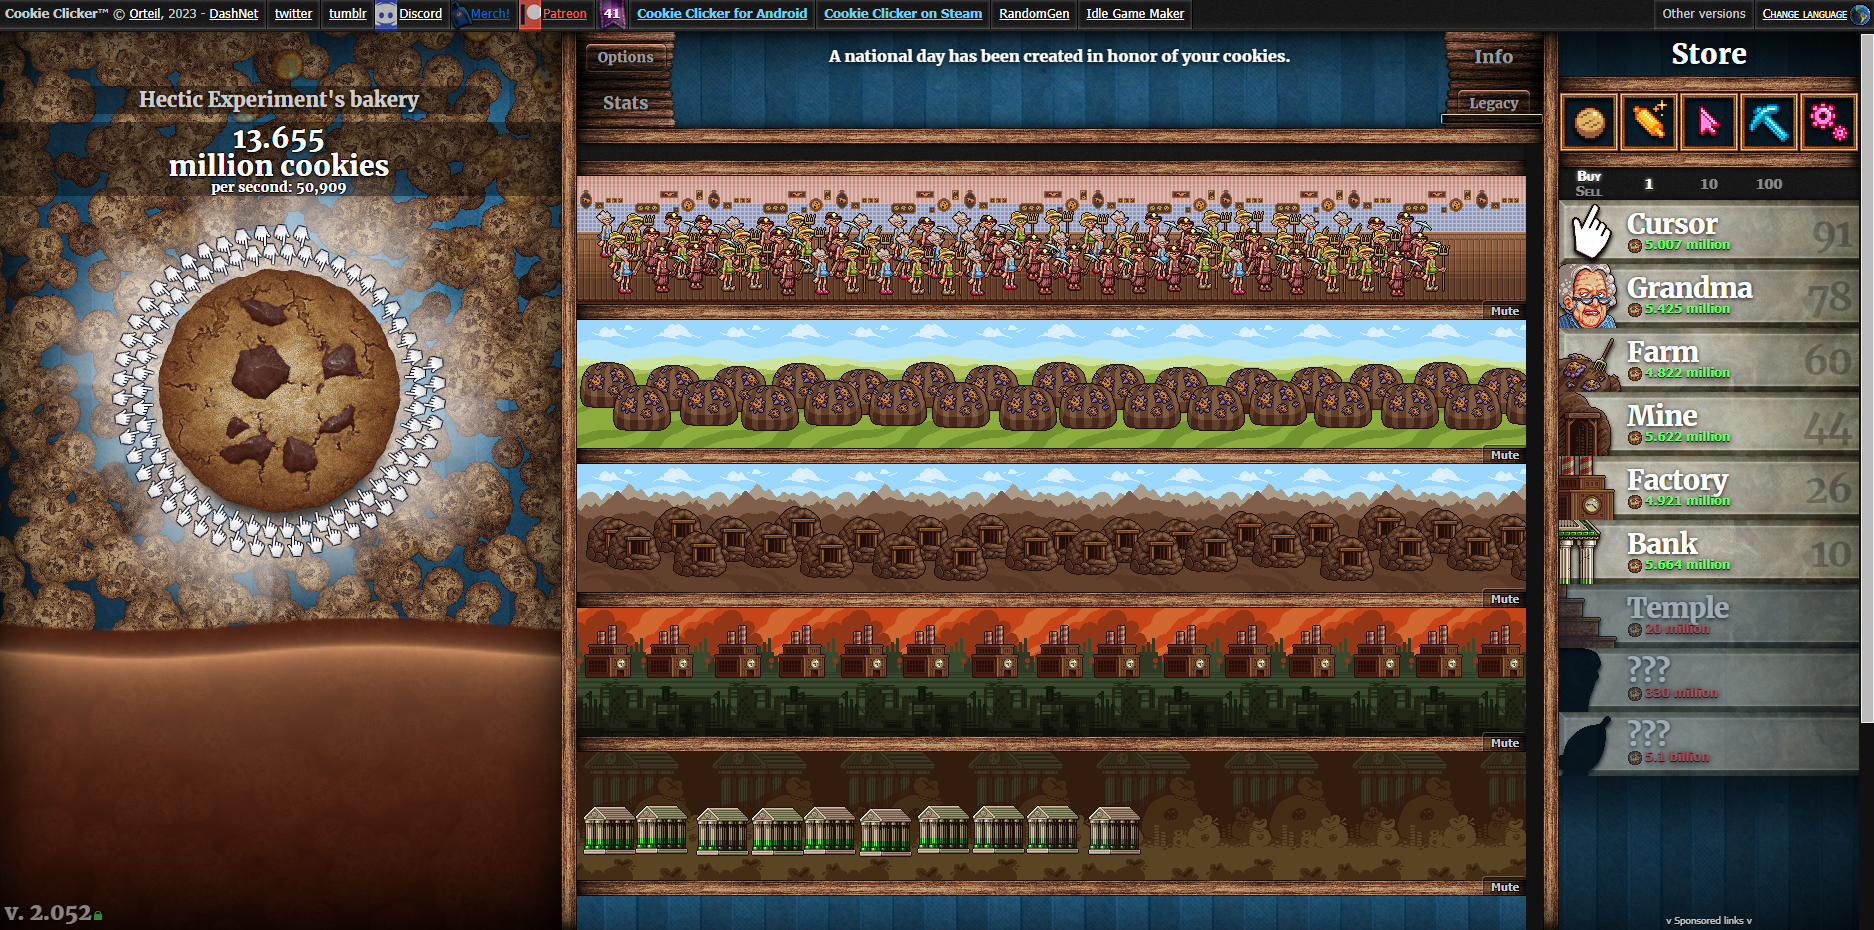 Cookie Clicker™ © Orteil, 2023 - DashNet
twitter
tumblr
Discord
Merch!
Patreon
41
Cookie Clicker for Android
Cookie Clicker on Steam
RandomGen
Idle Game Maker
Other versions
Change language
Hectic Experiment's bakery
13.655
million cookies
per second: 50,909
v. 2.052
Options
Stats
A national day has been created in honor of your cookies.
Info
Legacy
Mute
Mute
Mute
Mute
Mute
Store
Buy
Sell
1
10
100
Cursor
5.007 million
91
Grandma
5.425 million
78
Farm
4.822 million
60
Mine
5.622 million
44
Factory
4.921 million
26
Bank
5.664 million
10
Temple
20 million
???
330 million
???
5.1 billion
v Sponsored links v